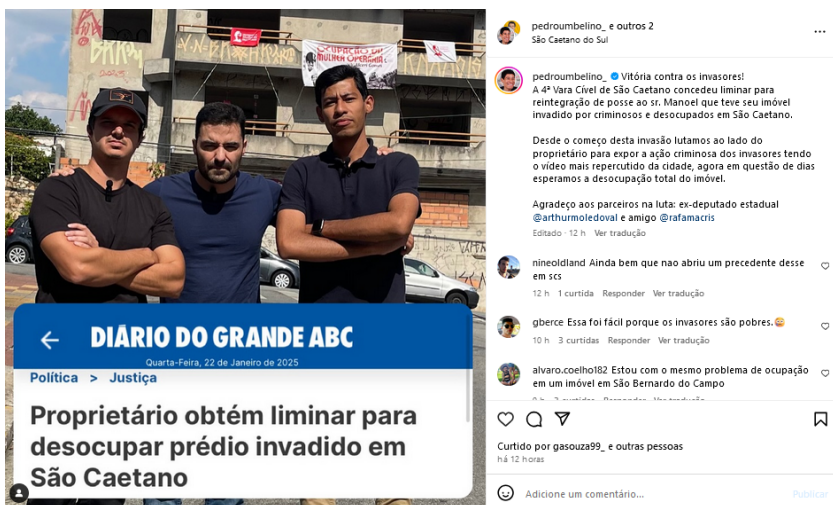 OCUPAÇÃO DA
MULHER OPERÁRIA
DIÁRIO DO GRANDE ABC
Quarta-Feira, 22 de Janeiro de 2025
Política > Justiça
Proprietário obtém liminar para
desocupar prédio invadido em
São Caetano
pedroumbelino_ e outros 2
São Caetano do Sul
pedroumbelino_ Vitória contra os invasores!
A 4ª Vara Cível de São Caetano concedeu liminar para
reintegração de posse ao sr. Manoel que teve seu imóvel
invadido por criminosos e desocupados em São Caetano.
Desde o começo desta invasão lutamos ao lado do
proprietário para expor a ação criminosa dos invasores tendo
o vídeo mais repercutido da cidade, agora em questão de dias
esperamos a desocupação total do imóvel.
Agradeço aos parceiros na luta: ex-deputado estadual
@arthurmoledoval e amigo @rafamacris
Editado · 12 h Ver tradução
nineoldland Ainda bem que nao abriu um precedente desse
em scs
12 h 1 curtida Responder Ver tradução
gberce Essa foi fácil porque os invasores são pobres.😅
10 h 3 curtidas Responder Ver tradução
alvaro.coelho182 Estou com o mesmo problema de ocupação
em um imóvel em São Bernardo do Campo
Curtido por gasouza99_ e outras pessoas
há 12 horas
Adicione um comentário...
Publicar